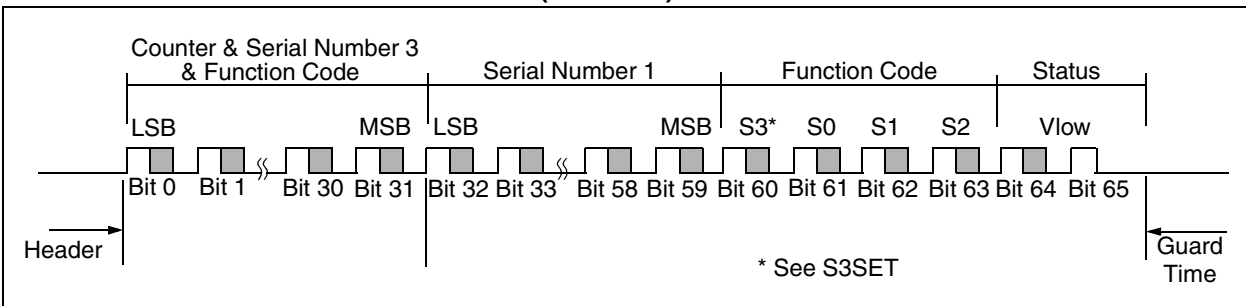 Counter & Serial Number 3
& Function Code
Serial Number 1
Function Code
Status
LSB
MSB
LSB
MSB
S3*
S0
S1
S2
Vlow
Bit 0
Bit 1
Bit 30
Bit 31
Bit 32
Bit 33
Bit 58
Bit 59
Bit 60
Bit 61
Bit 62
Bit 63
Bit 64
Bit 65
Header
* See S3SET
Guard
Time